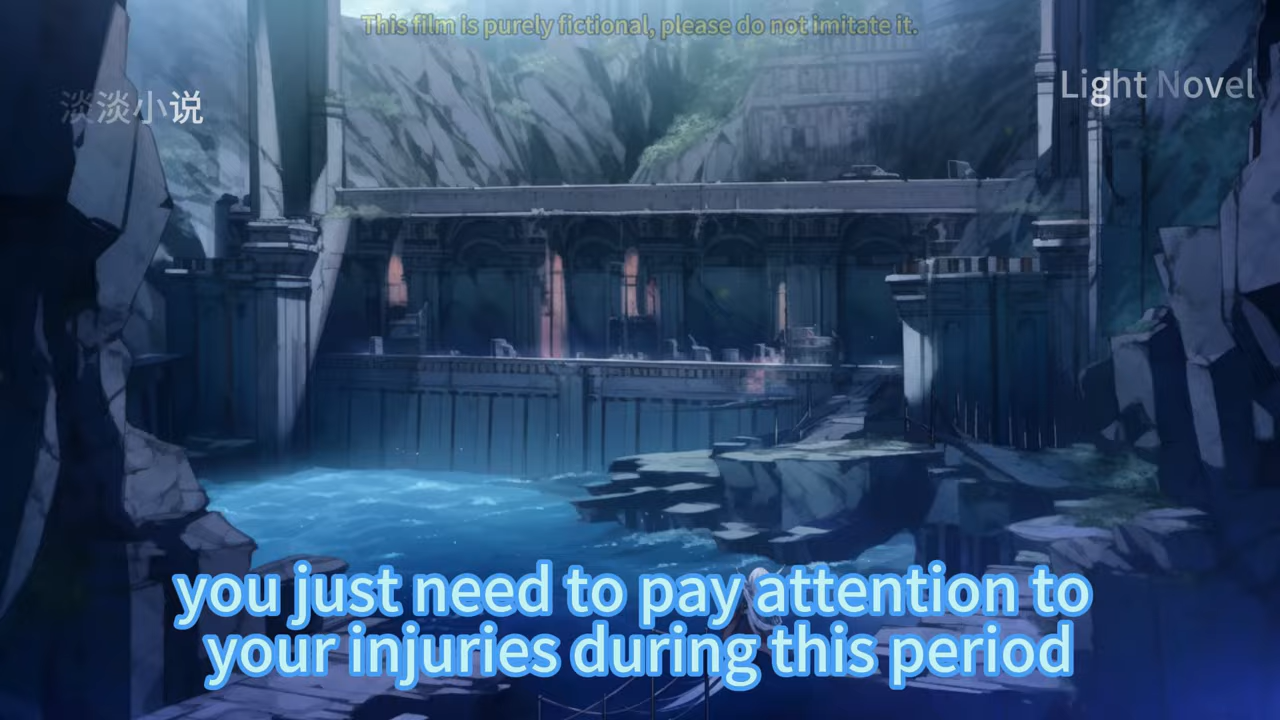 This film is purely fictional, please do not imitate it.
淡淡小说
Light Novel
you just need to pay attention to
your injuries during this period